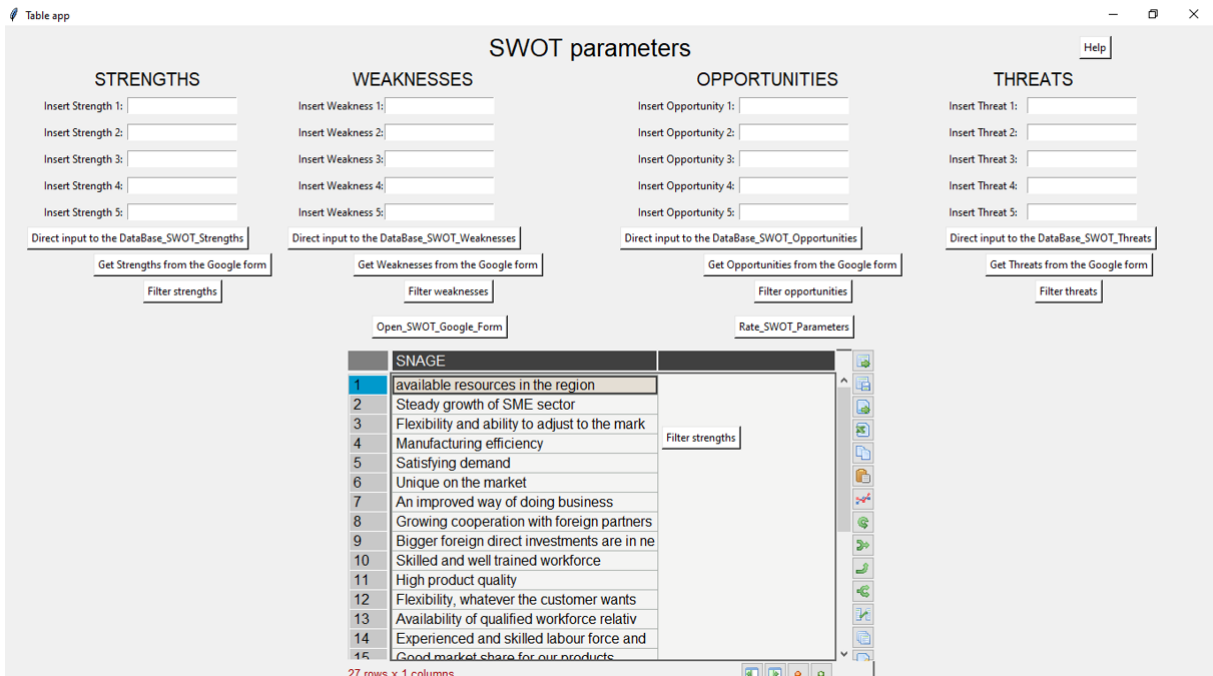 Table app
SWOT parameters
Help
STRENGTHS WEAKNESSES OPPORTUNITIES THREATS
Insert Strength 1: Insert Weakness 1: Insert Opportunity 1: Insert Threat 1:
Insert Strength 2: Insert Weakness 2: Insert Opportunity 2: Insert Threat 2:
Insert Strength 3: Insert Weakness 3: Insert Opportunity 3: Insert Threat 3:
Insert Strength 4: Insert Weakness 4: Insert Opportunity 4: Insert Threat 4:
Insert Strength 5: Insert Weakness 5: Insert Opportunity 5: Insert Threat 5:
Direct input to the DataBase_SWOT_Strengths Direct input to the DataBase_SWOT_Weaknesses Direct input to the DataBase_SWOT_Opportunities Direct input to the DataBase_SWOT_Threats
Get Strengths from the Google form Get Weaknesses from the Google form Get Opportunities from the Google form Get Threats from the Google form
Filter strengths Filter weaknesses Filter opportunities Filter threats
Open_SWOT_Google_Form Rate_SWOT_Parameters
SNAGE
1 available resources in the region
2 Steady growth of SME sector
3 Flexibility and ability to adjust to the mark
Filter strengths
4 Manufacturing efficiency
5 Satisfying demand
6 Unique on the market
7 An improved way of doing business
8 Growing cooperation with foreign partners
9 Bigger foreign direct investments are in ne
10 Skilled and well trained workforce
11 High product quality
12 Flexibility, whatever the customer wants
13 Availability of qualified workforce relativ
14 Experienced and skilled labour force and
15 Good market share for our products
27 rows x 1 columns